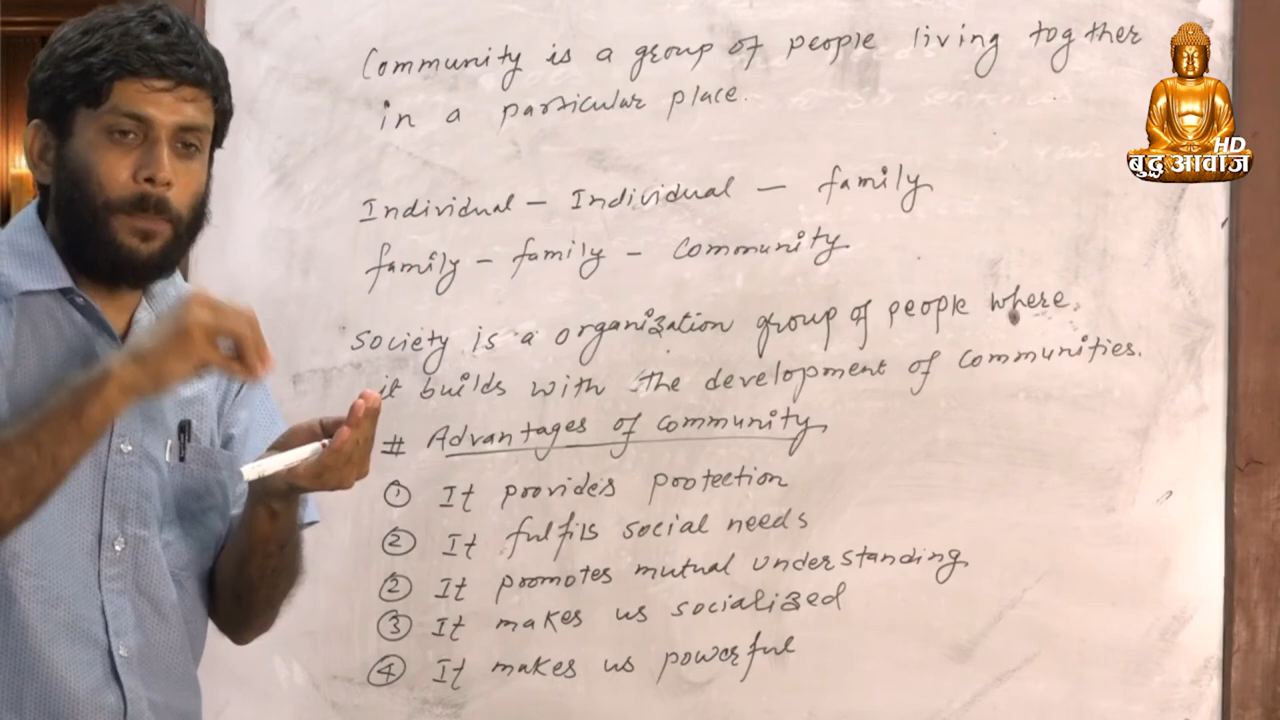 Community is a group of people living togther
in a particular place.
Individual - Individual - family
family - family - community
society is a organization group of people where
it builds with the development of communities.
# Advantages of community
① It provides protection
② It fulfils social needs
② It promotes mutual understanding
③ It makes us socialized
④ It makes us powerful
HD
बुद्ध आवाज